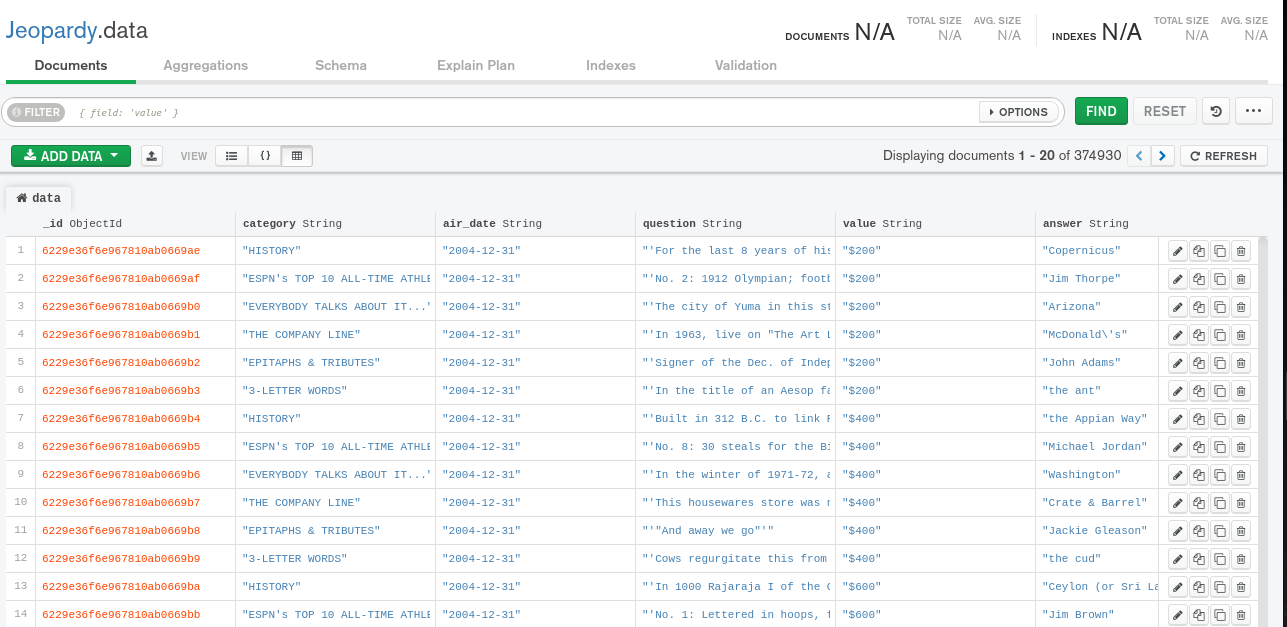 Jeopardy.data
DOCUMENTS N/A TOTAL SIZE N/A AVG. SIZE N/A INDEXES N/A TOTAL SIZE N/A AVG. SIZE N/A
Documents Aggregations Schema Explain Plan Indexes Validation
FILTER { field: 'value' } OPTIONS FIND RESET ...
ADD DATA VIEW {} Displaying documents 1 - 20 of 374930 < > REFRESH
data
_id ObjectId category String air_date String question String value String answer String
1 6229e36f6e967810ab0669ae "HISTORY" "2004-12-31" "'For the last 8 years of his "$200" "Copernicus"
2 6229e36f6e967810ab0669af "ESPN's TOP 10 ALL-TIME ATHLE "2004-12-31" "'No. 2: 1912 Olympian; footb "$200" "Jim Thorpe"
3 6229e36f6e967810ab0669b0 "EVERYBODY TALKS ABOUT IT..." "2004-12-31" "'The city of Yuma in this st "$200" "Arizona"
4 6229e36f6e967810ab0669b1 "THE COMPANY LINE" "2004-12-31" "'In 1963, live on "The Art L "$200" "McDonald\'s"
5 6229e36f6e967810ab0669b2 "EPITAPHS & TRIBUTES" "2004-12-31" "'Signer of the Dec. of Indep "$200" "John Adams"
6 6229e36f6e967810ab0669b3 "3-LETTER WORDS" "2004-12-31" "'In the title of an Aesop fa "$200" "the ant"
7 6229e36f6e967810ab0669b4 "HISTORY" "2004-12-31" "'Built in 312 B.C. to link R "$400" "the Appian Way"
8 6229e36f6e967810ab0669b5 "ESPN's TOP 10 ALL-TIME ATHLE "2004-12-31" "'No. 8: 30 steals for the Bi "$400" "Michael Jordan"
9 6229e36f6e967810ab0669b6 "EVERYBODY TALKS ABOUT IT..." "2004-12-31" "'In the winter of 1971-72, a "$400" "Washington"
10 6229e36f6e967810ab0669b7 "THE COMPANY LINE" "2004-12-31" "'This housewares store was n "$400" "Crate & Barrel"
11 6229e36f6e967810ab0669b8 "EPITAPHS & TRIBUTES" "2004-12-31" "'"And away we go"'" "$400" "Jackie Gleason"
12 6229e36f6e967810ab0669b9 "3-LETTER WORDS" "2004-12-31" "'Cows regurgitate this from "$400" "the cud"
13 6229e36f6e967810ab0669ba "HISTORY" "2004-12-31" "'In 1000 Rajaraja I of the C "$600" "Ceylon (or Sri La
14 6229e36f6e967810ab0669bb "ESPN's TOP 10 ALL-TIME ATHLE "2004-12-31" "'No. 1: Lettered in hoops, f "$600" "Jim Brown"